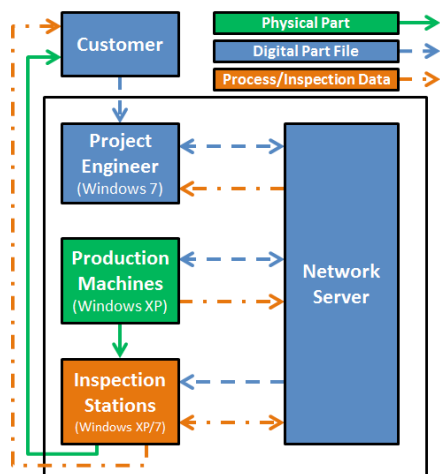 Customer
Physical Part
Digital Part File
Process/Inspection Data
Project
Engineer
(Windows 7)
Production
Machines
(Windows XP)
Inspection
Stations
(Windows XP/7)
Network
Server